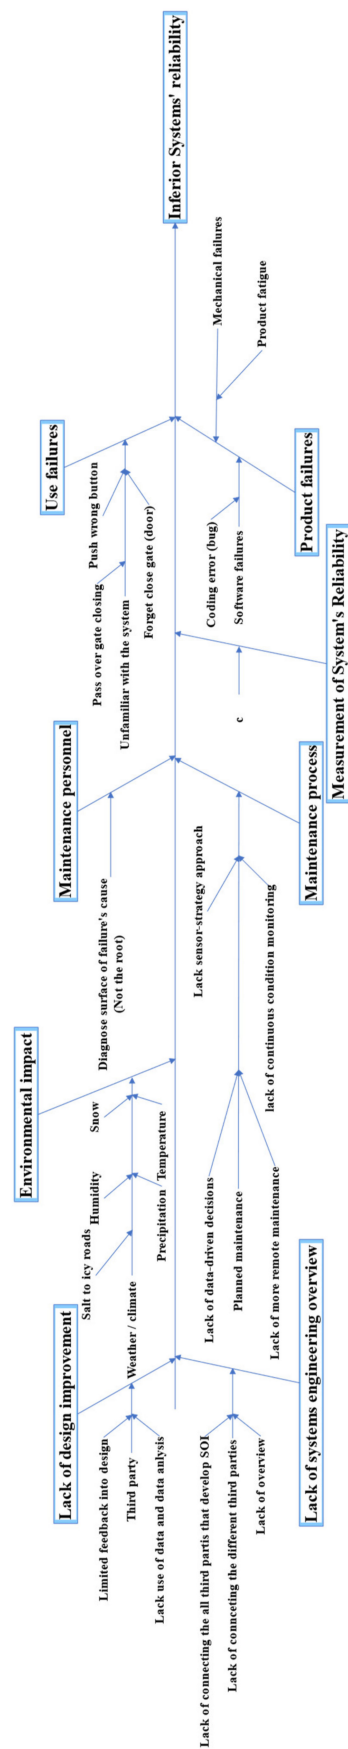 Inferior Systems' reliability
Use failures
Push wrong button
Pass over gate closing
Unfamiliar with the system
Forget close gate (door)
Mechanical failures
Product fatigue
Coding error (bug)
Software failures
Product failures
Measurement of System's Reliability
c
Maintenance personnel
Diagnose surface of failure's cause
(Not the root)
Maintenance process
Lack sensor-strategy approach
lack of continuous condition monitoring
Lack of data-driven decisions
Planned maintenance
Lack of more remote maintenance
Environmental impact
Snow
Humidity
Salt to icy roads
Temperature
Precipitation
Weather / climate
Lack of design improvement
Limited feedback into design
Third party
Lack use of data and data anlysis
Lack of systems engineering overview
Lack of connecting the all third partis that develop SOI
Lack of conncecting the different third parties
Lack of overview